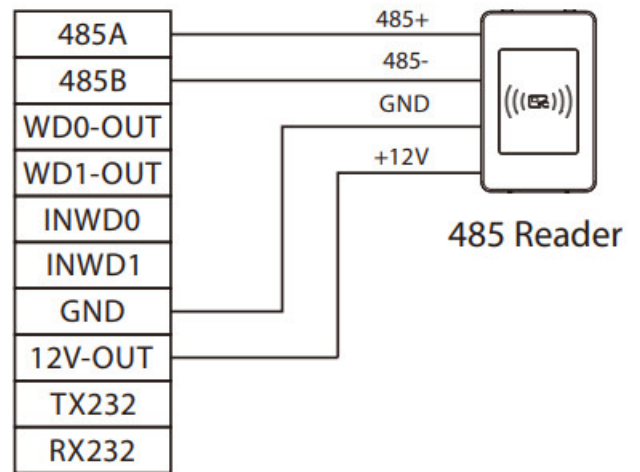 485A
485B
WD0-OUT
WD1-OUT
INWD0
INWD1
GND
12V-OUT
TX232
RX232
485+
485-
GND
+12V
485 Reader